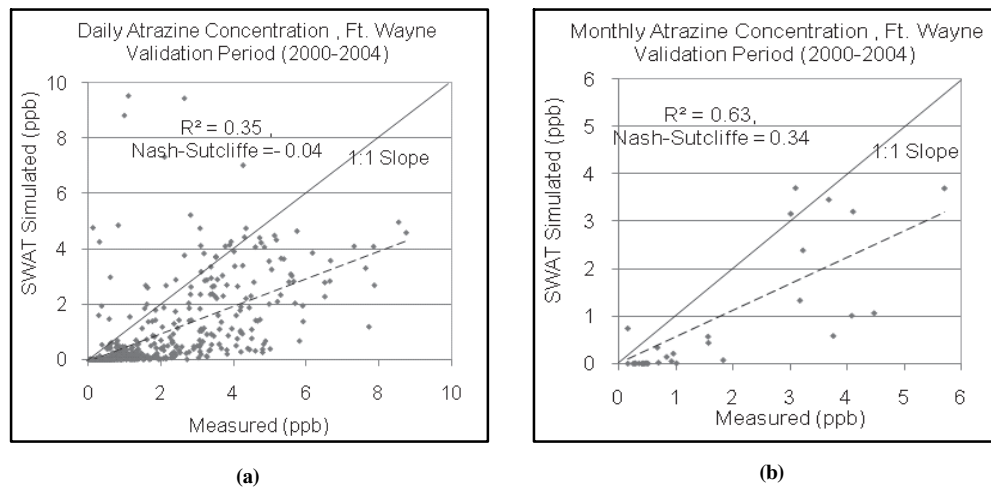 Daily Atrazine Concentration , Ft. Wayne
Validation Period (2000-2004)
10
8
6
4
2
0
SWAT Simulated (ppb)
R² = 0.35 ,
Nash-Sutcliffe =- 0.04
1:1 Slope
0 2 4 6 8 10
Measured (ppb)
(a)
Monthly Atrazine Concentration , Ft. Wayne
Validation Period (2000-2004)
6
5
4
3
2
1
0
SWAT Simulated (ppb)
R² = 0.63,
Nash-Sutcliffe = 0.34
1:1 Slope
0 1 2 3 4 5 6
Measured (ppb)
(b)